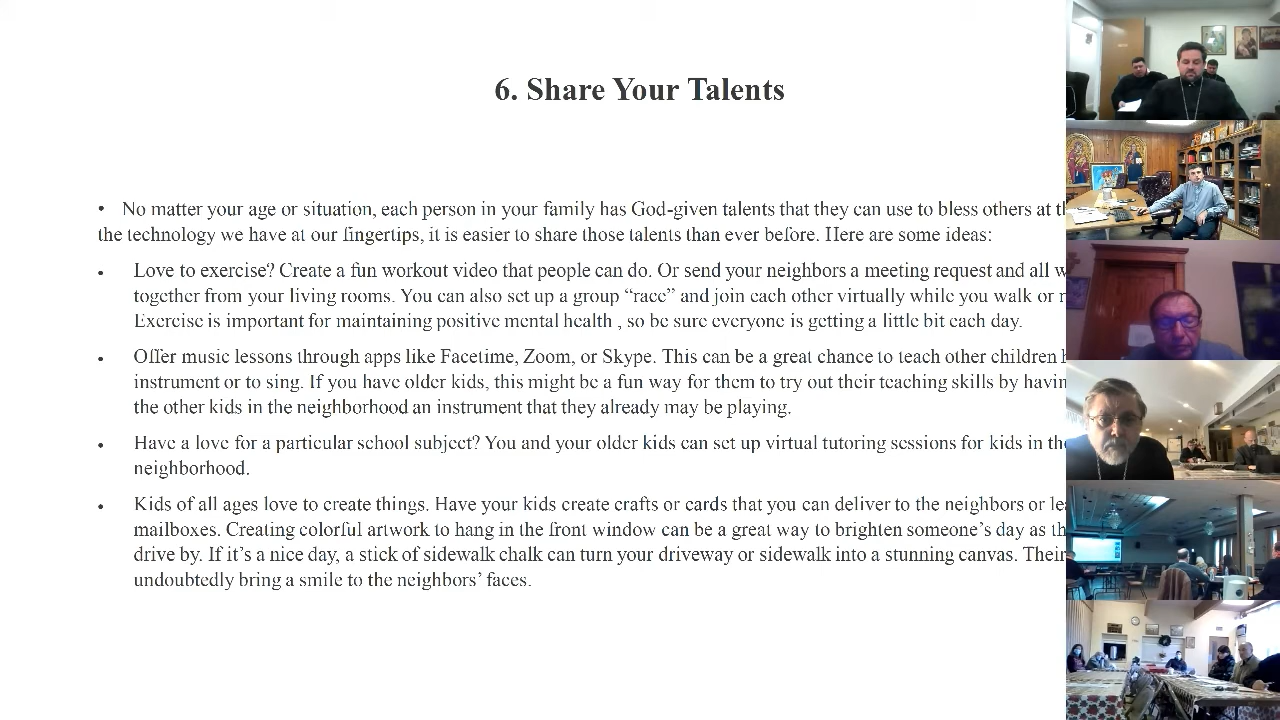 6. Share Your Talents
• No matter your age or situation, each person in your family has God-given talents that they can use to bless others at
the technology we have at our fingertips, it is easier to share those talents than ever before. Here are some ideas:
• Love to exercise? Create a fun workout video that people can do. Or send your neighbors a meeting request and all
together from your living rooms. You can also set up a group “race” and join each other virtually while you walk or
Exercise is important for maintaining positive mental health , so be sure everyone is getting a little bit each day.
• Offer music lessons through apps like Facetime, Zoom, or Skype. This can be a great chance to teach other children
instrument or to sing. If you have older kids, this might be a fun way for them to try out their teaching skills by
the other kids in the neighborhood an instrument that they already may be playing.
• Have a love for a particular school subject? You and your older kids can set up virtual tutoring sessions for kids in
neighborhood.
• Kids of all ages love to create things. Have your kids create crafts or cards that you can deliver to the neighbors or
mailboxes. Creating colorful artwork to hang in the front window can be a great way to brighten someone’s day as
drive by. If it’s a nice day, a stick of sidewalk chalk can turn your driveway or sidewalk into a stunning canvas. Their
undoubtedly bring a smile to the neighbors’ faces.